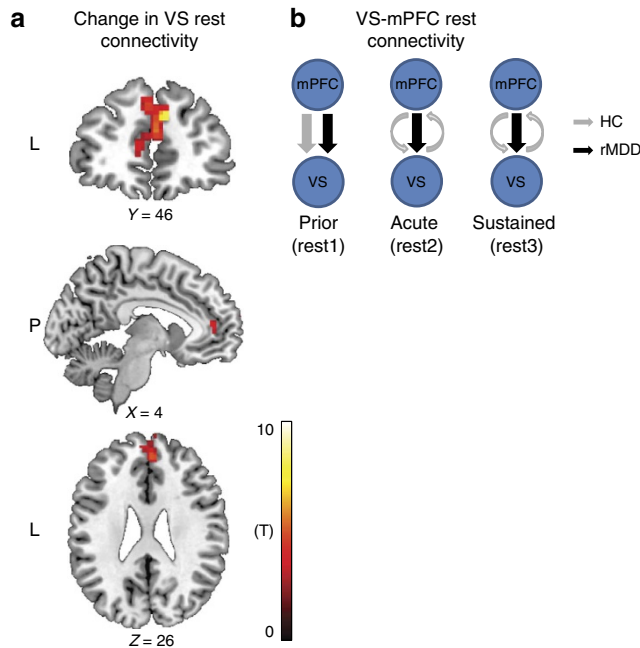 a
Change in VS rest
connectivity
L
Y = 46
P
X = 4
L
Z = 26
10
(T)
0
b
VS-mPFC rest
connectivity
mPFC
mPFC
mPFC
VS
VS
VS
Prior
(rest1)
Acute
(rest2)
Sustained
(rest3)
HC
rMDD